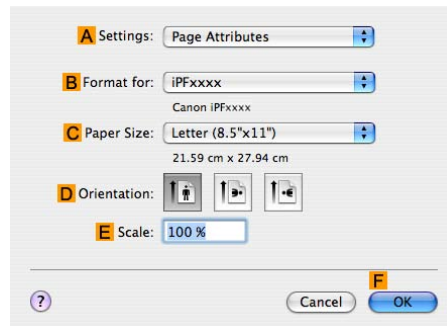 A Settings: Page Attributes
B Format for: iPFxxxx
Canon iPFxxxx
C Paper Size: Letter (8.5"x11")
21.59 cm x 27.94 cm
D Orientation:
E Scale: 100 %
F
? Cancel OK